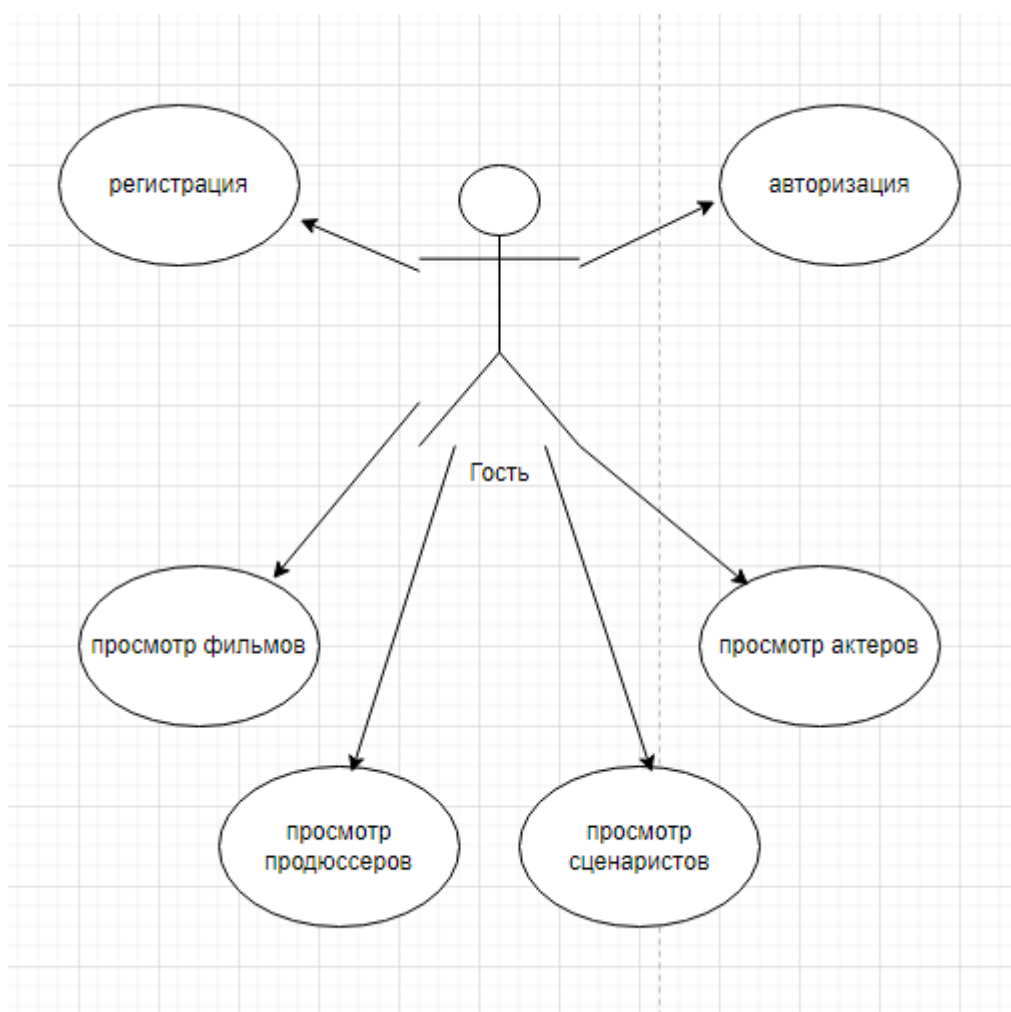 регистрация
авторизация
Гость
просмотр фильмов
просмотр актеров
просмотр
продюссеров
просмотр
сценаристов